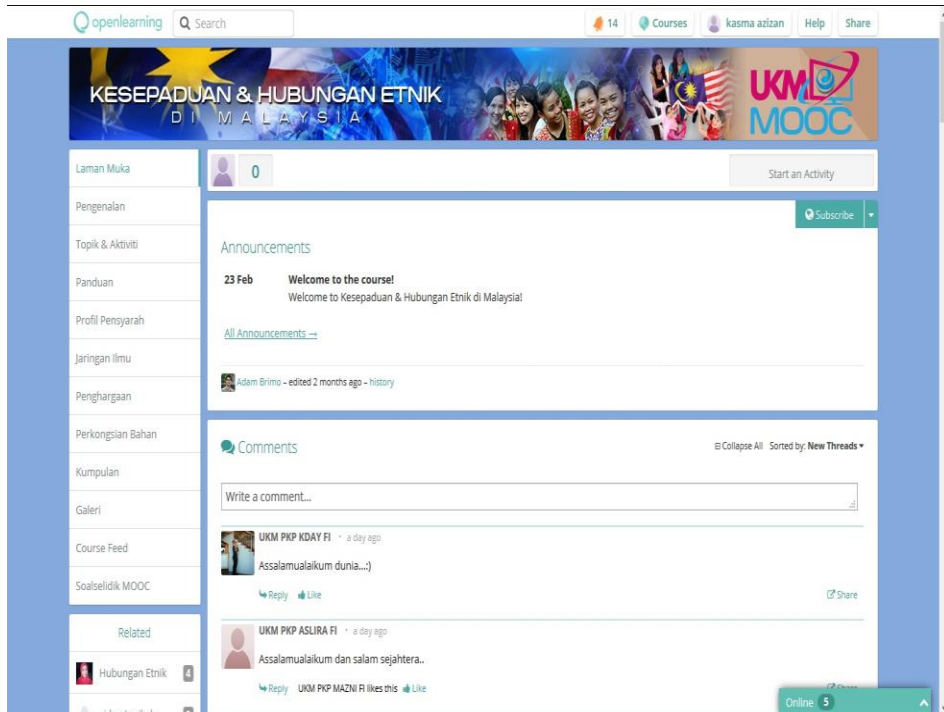 openlearning
Search
14
Courses
kasma azizan
Help
Share
KESEPADUAN & HUBUNGAN ETNIK
DI MALAYSIA
UKM
MOOC
Laman Muka
Pengenalan
Topik & Aktiviti
Panduan
Profil Pensyarah
Jaringan Ilmu
Penghargaan
Perkongsian Bahan
Kumpulan
Galeri
Course Feed
Soalselidik MOOC
Related
Hubungan Etnik 4
0
Start an Activity
Subscribe
Announcements
23 Feb Welcome to the course!
Welcome to Kesepaduan & Hubungan Etnik di Malaysia!
All Announcements →
Adam Brimo - edited 2 months ago - history
Comments
Collapse All Sorted by: New Threads
Write a comment...
UKM PKP KDAY FI · a day ago
Assalamualaikum dunia...:)
Reply Like
Share
UKM PKP ASLIRA FI · a day ago
Assalamualaikum dan salam sejahtera..
Reply UKM PKP MAZNI FI likes this Like
Share
Online 5